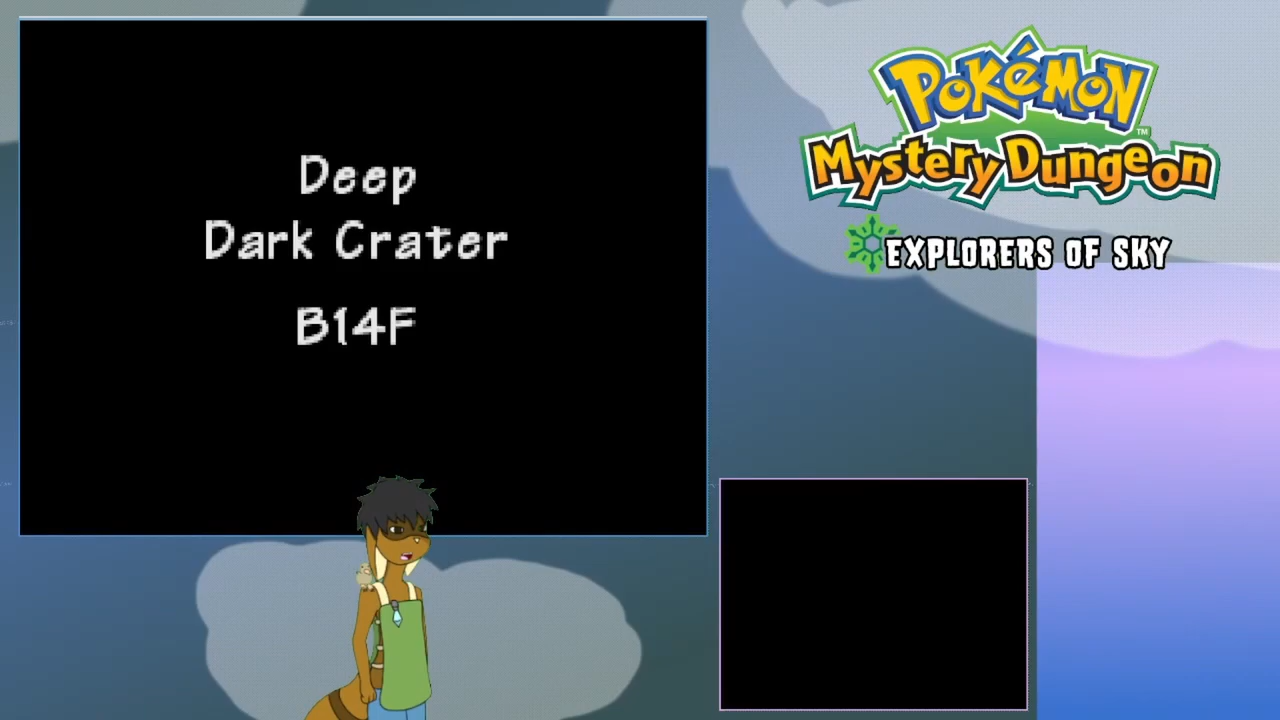 Deep
Dark Crater
B14F
POKéMON
Mystery Dungeon
EXPLORERS OF SKY